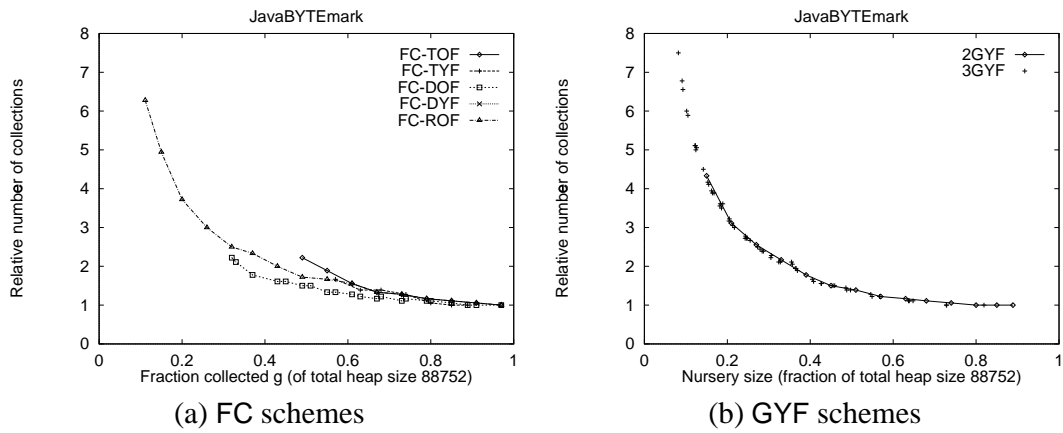 JavaBYTEmark
Relative number of collections
8
7
6
5
4
3
2
1
0
FC-TOF
FC-TYF
FC-DOF
FC-DYF
FC-ROF
0 0.2 0.4 0.6 0.8 1
Fraction collected g (of total heap size 88752)
(a) FC schemes
JavaBYTEmark
Relative number of collections
8
7
6
5
4
3
2
1
0
2GYF
3GYF
0 0.2 0.4 0.6 0.8 1
Nursery size (fraction of total heap size 88752)
(b) GYF schemes